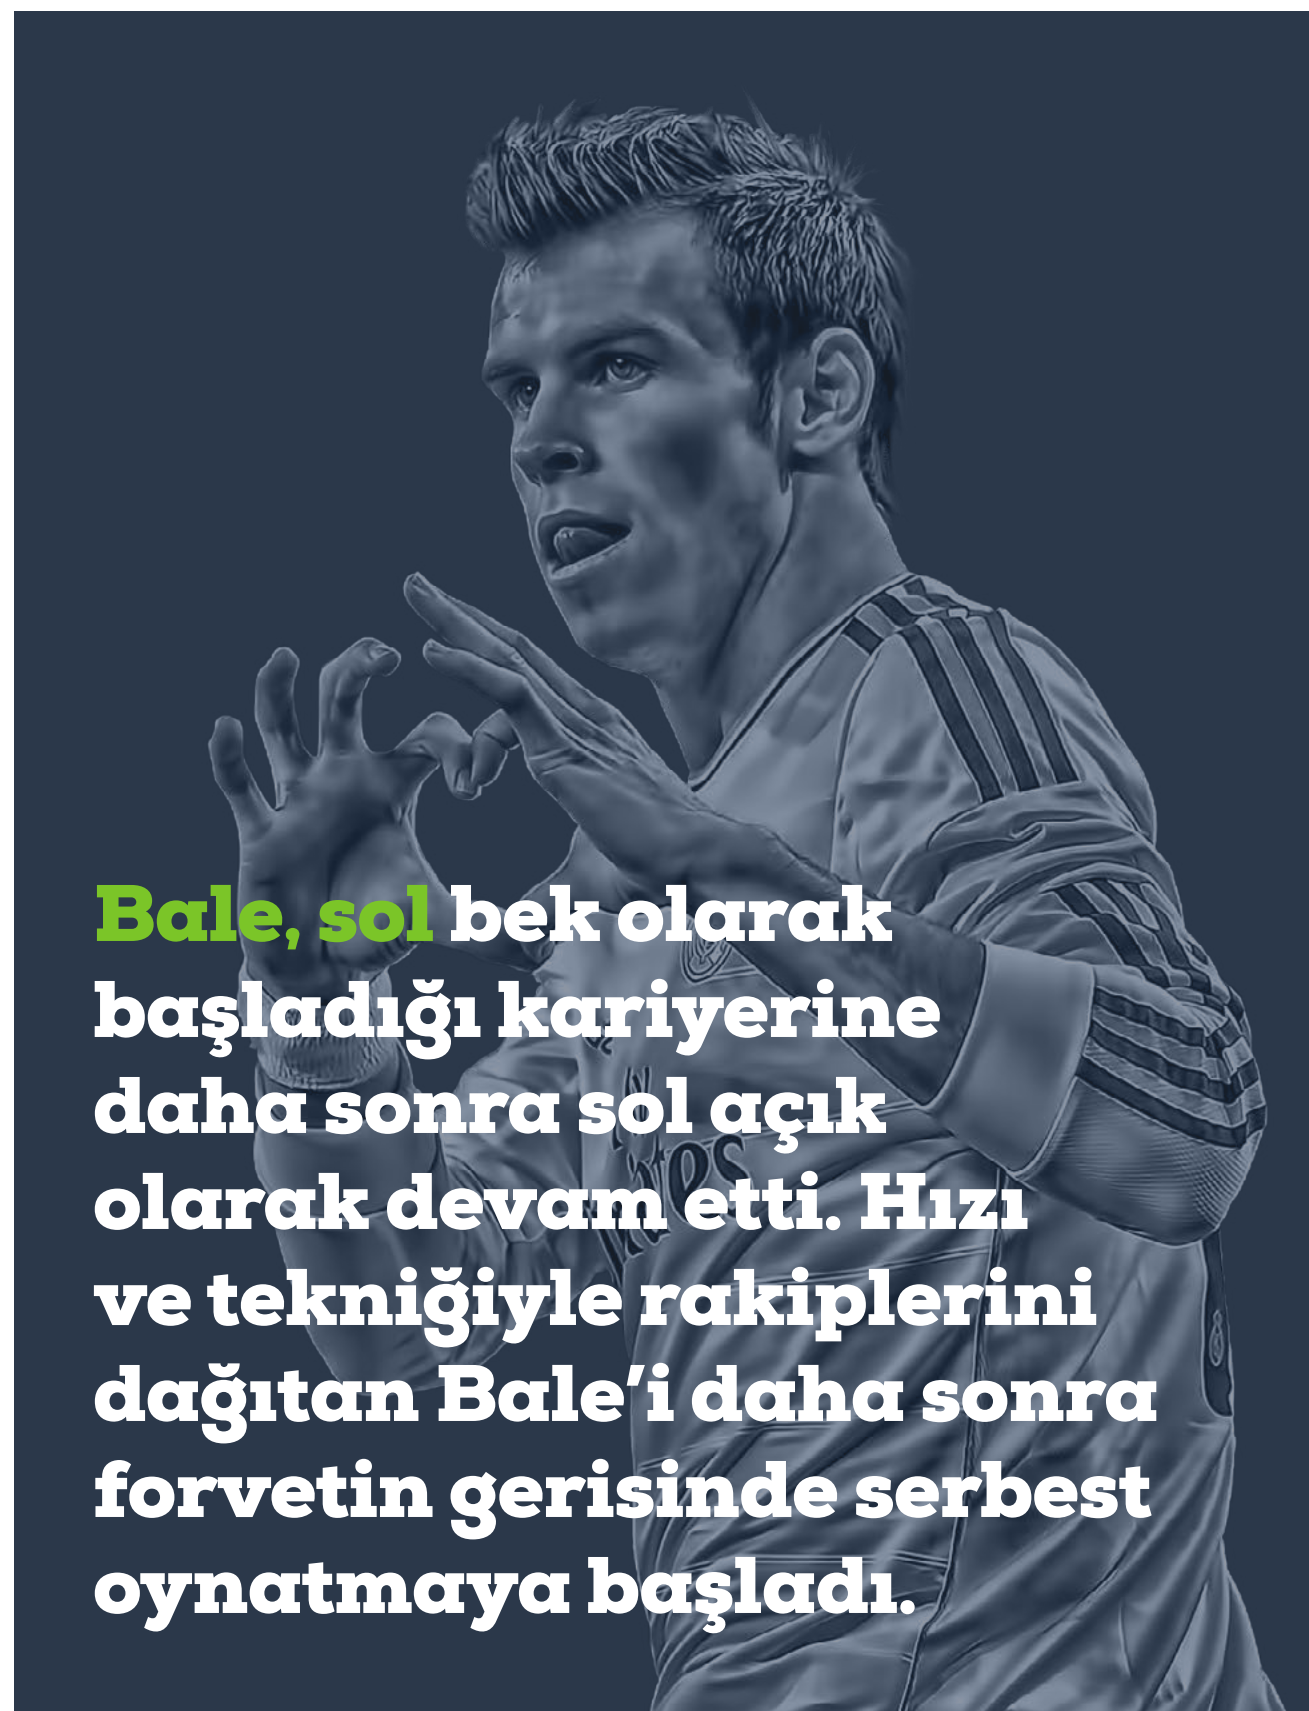 Bale, sol bek olarak
başladığı kariyerine
daha sonra sol açık
olarak devam etti. Hızı
ve tekniğiyle rakiplerini
dağıtan Bale’i daha sonra
forvetin gerisinde serbest
oynatmaya başladı.